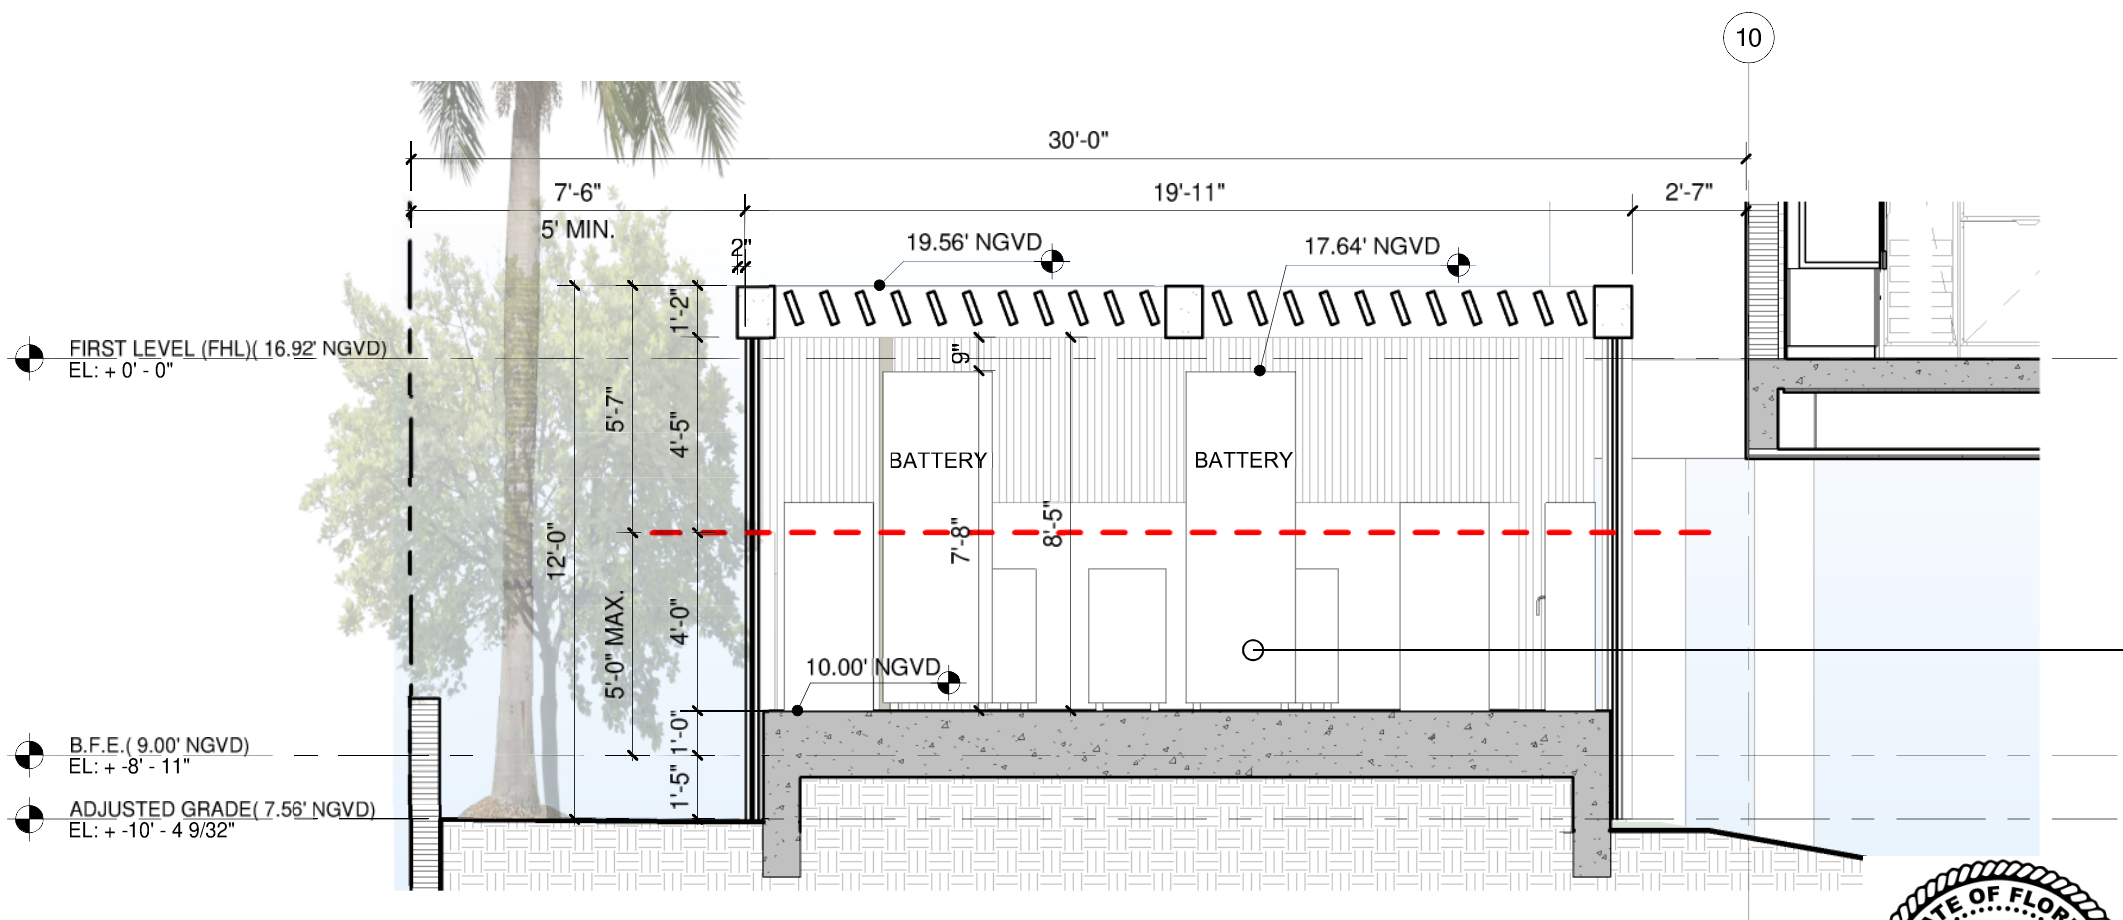 10
30'-0"
7'-6"
19'-11"
2'-7"
5' MIN.
2"
19.56' NGVD
17.64' NGVD
1'-2"
FIRST LEVEL (FHL)( 16.92' NGVD)
EL: + 0' - 0"
9"
5'-7"
4'-5"
BATTERY
BATTERY
12'-0"
7'-8"
8'-5"
5'-0" MAX.
4'-0"
10.00' NGVD
1'-0"
B.F.E.( 9.00' NGVD)
EL: + -8' - 11"
1'-5"
ADJUSTED GRADE( 7.56' NGVD)
EL: + -10' - 4 9/32"
OF FLOR